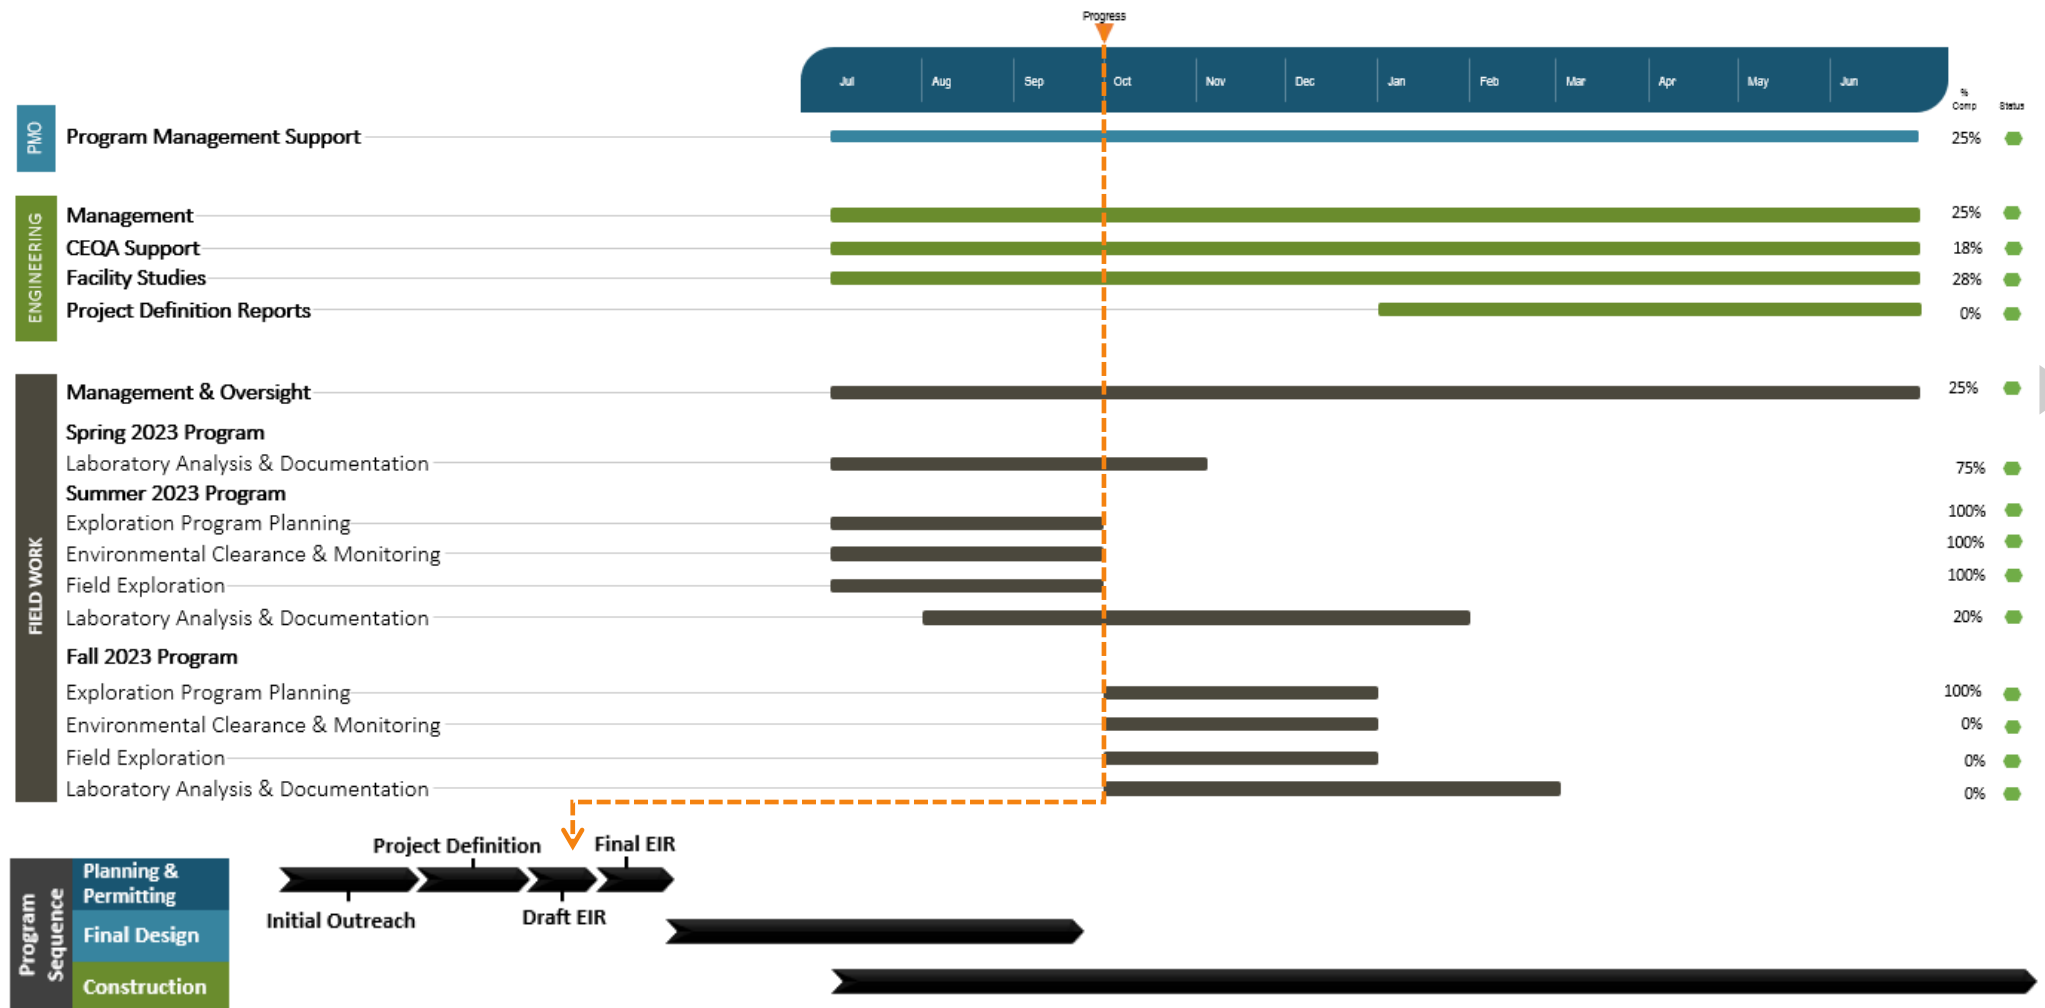 Progress
Jul Aug Sep Oct Nov Dec Jan Feb Mar Apr May Jun
% Comp Status
PMO
Program Management Support 25%
ENGINEERING
Management 25%
CEQA Support 18%
Facility Studies 28%
Project Definition Reports 0%
FIELD WORK
Management & Oversight 25%
Spring 2023 Program
Laboratory Analysis & Documentation 75%
Summer 2023 Program
Exploration Program Planning 100%
Environmental Clearance & Monitoring 100%
Field Exploration 100%
Laboratory Analysis & Documentation 20%
Fall 2023 Program
Exploration Program Planning 100%
Environmental Clearance & Monitoring 0%
Field Exploration 0%
Laboratory Analysis & Documentation 0%
Program
Sequence
Planning &
Permitting
Project Definition Final EIR
Initial Outreach Draft EIR
Final Design
Construction